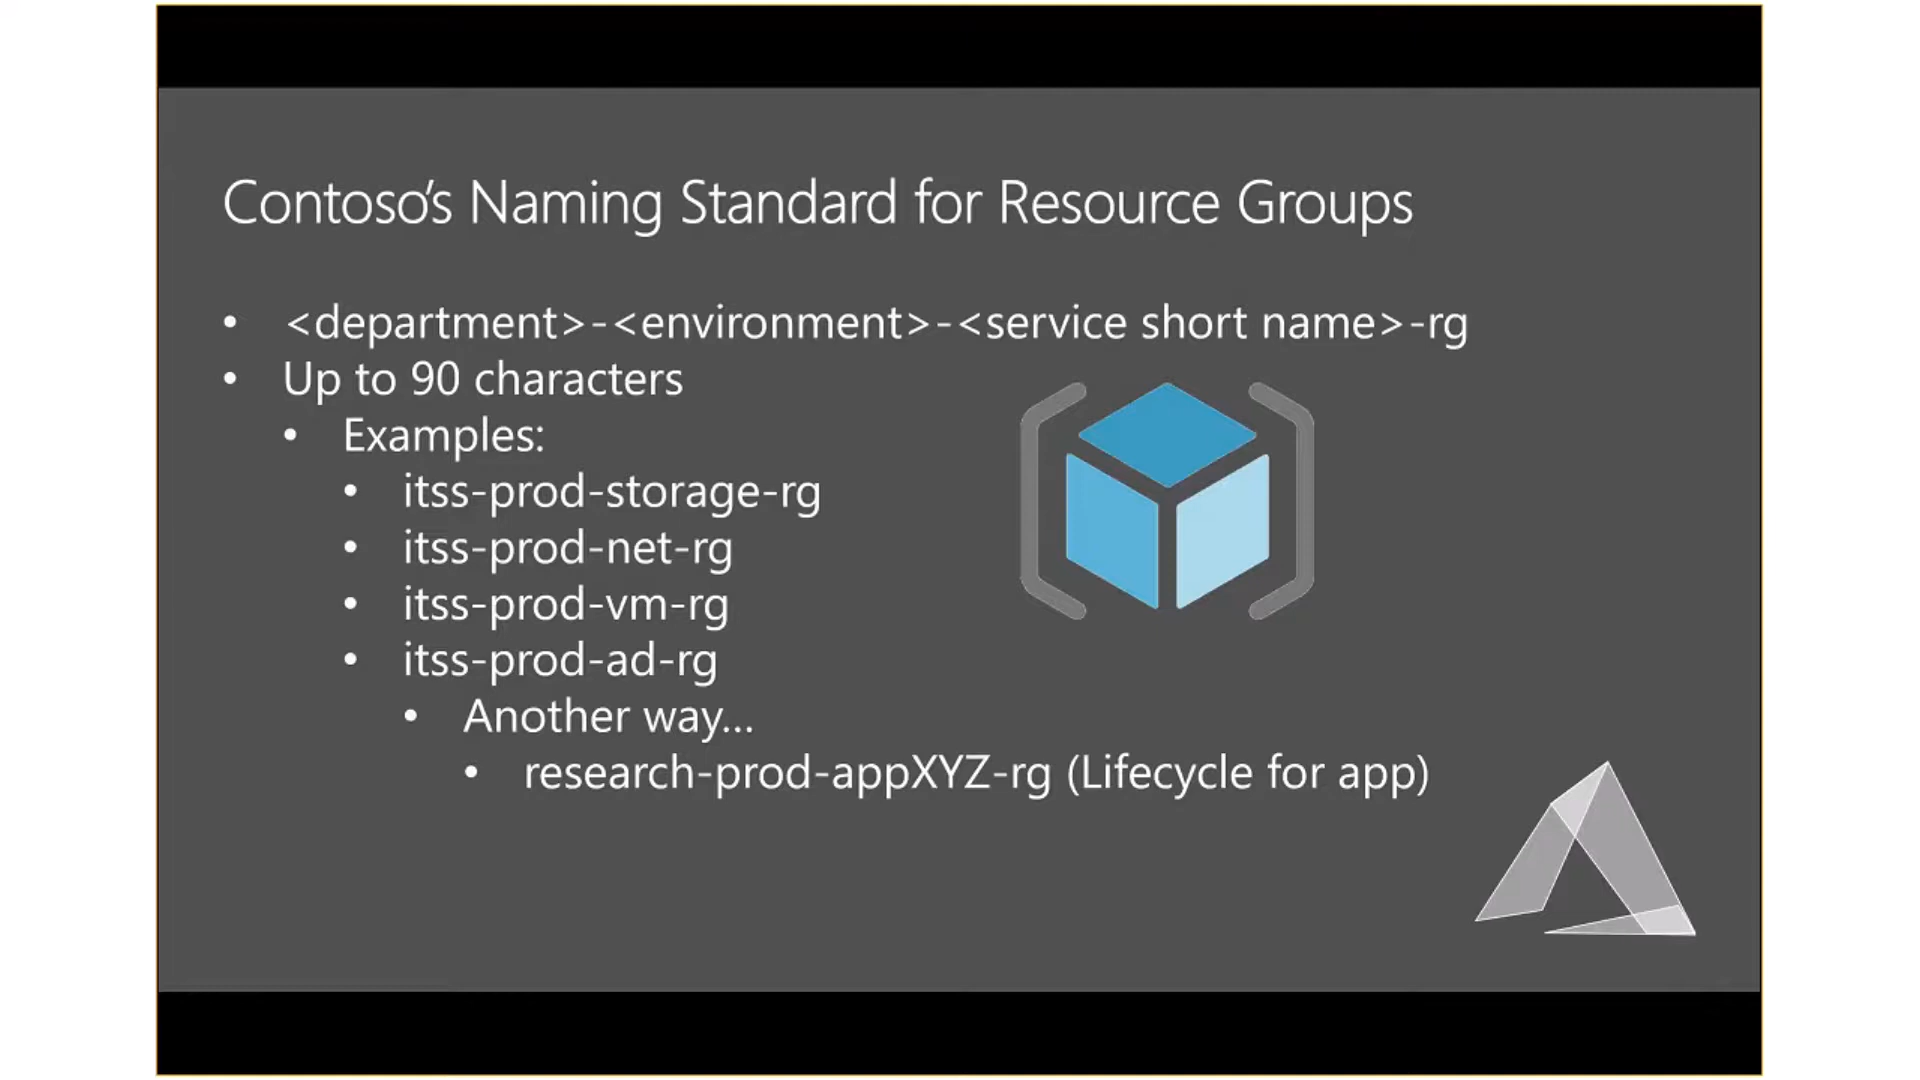 Contoso's Naming Standard for Resource Groups
• <department>-<environment>-<service short name>-rg
• Up to 90 characters
• Examples:
• itss-prod-storage-rg
• itss-prod-net-rg
• itss-prod-vm-rg
• itss-prod-ad-rg
• Another way...
• research-prod-appXYZ-rg (Lifecycle for app)